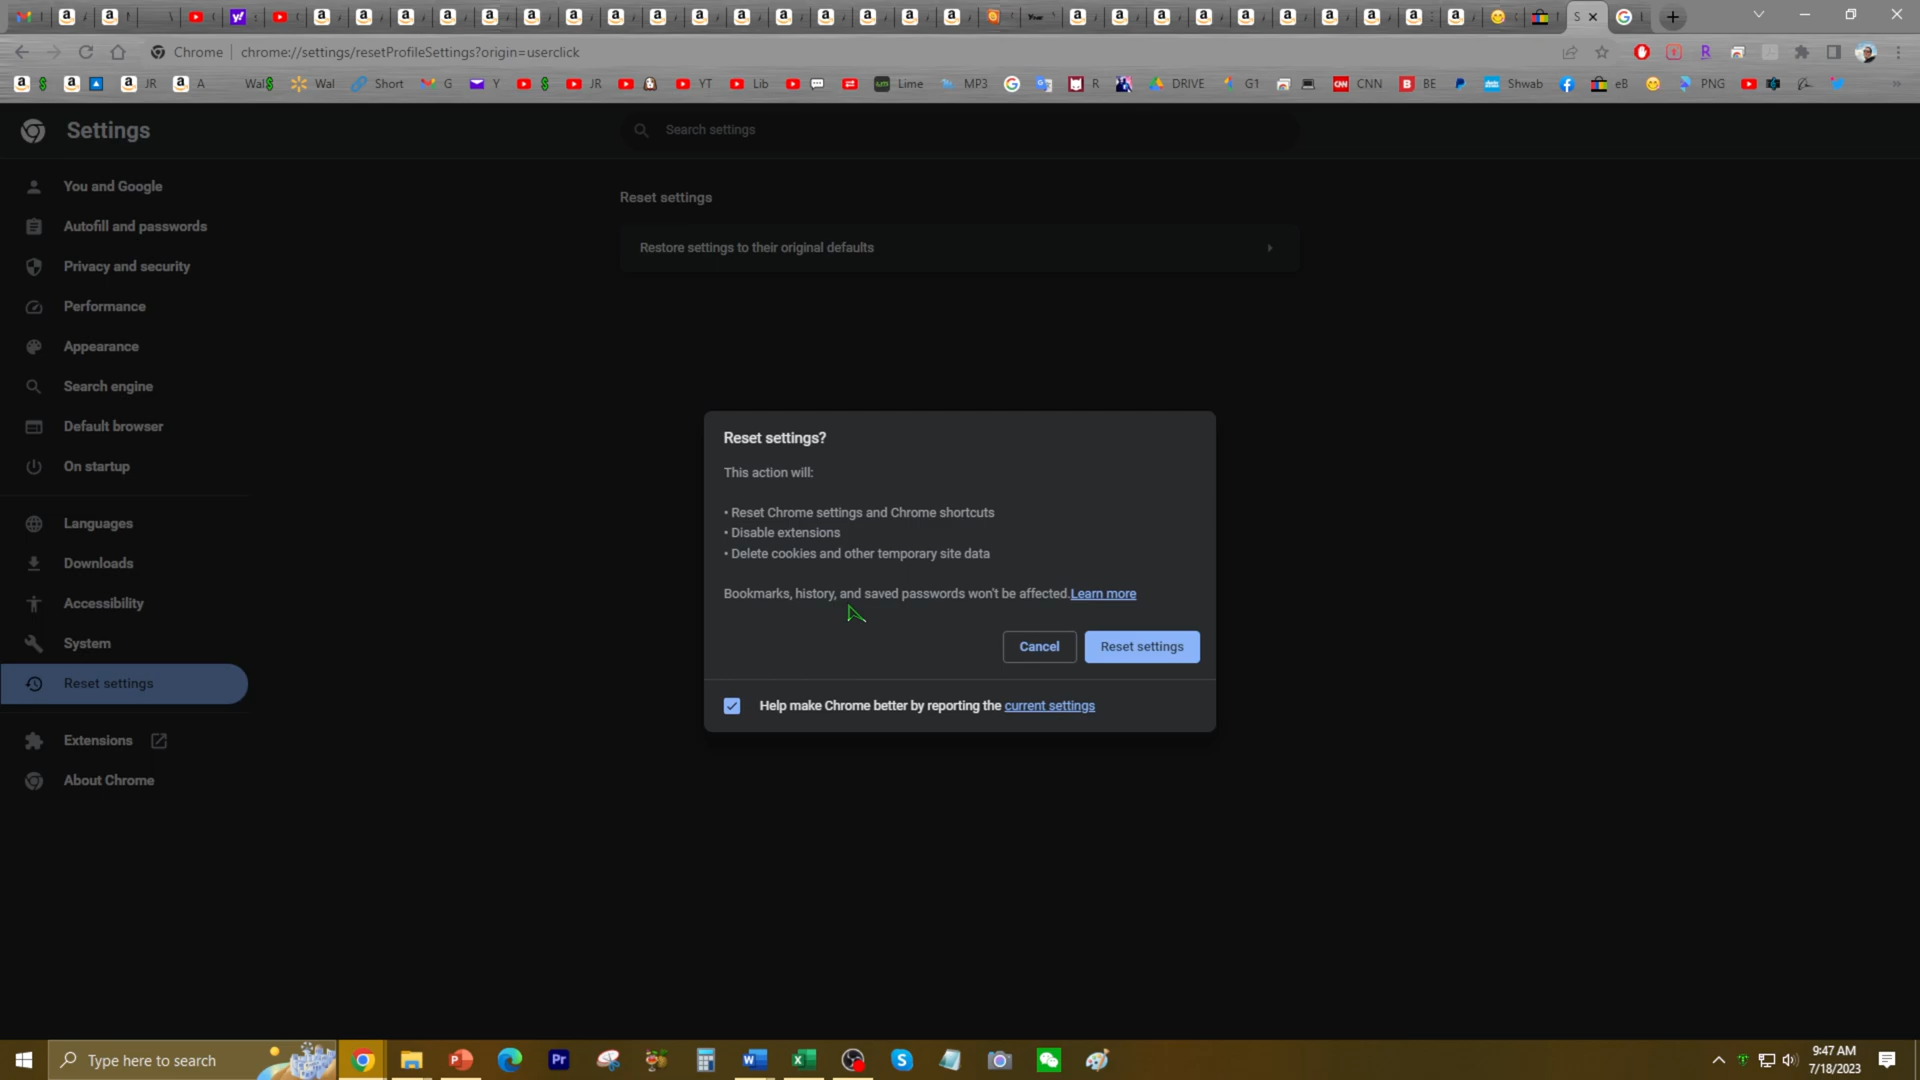 S
Chrome
chrome://settings/resetProfileSettings?origin=userclick
$ JR A Wal$ Wal Short G Y $ JR YT Lib Lime MP3 R DRIVE G1 CNN BE Shwab eB PNG
Settings
Search settings
You and Google
Autofill and passwords
Privacy and security
Performance
Appearance
Search engine
Default browser
On startup
Languages
Downloads
Accessibility
System
Reset settings
Extensions
About Chrome
Reset settings
Restore settings to their original defaults
Reset settings?
This action will:
• Reset Chrome settings and Chrome shortcuts
• Disable extensions
• Delete cookies and other temporary site data
Bookmarks, history, and saved passwords won't be affected. Learn more
Cancel
Reset settings
Help make Chrome better by reporting the current settings
Type here to search
9:47 AM
7/18/2023